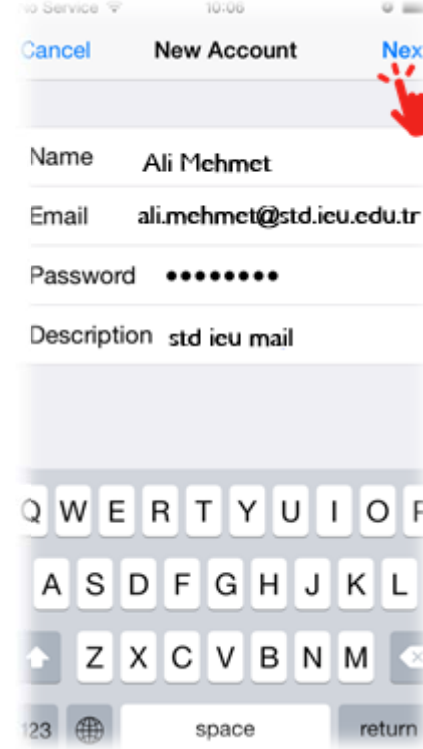 No Service 10:06
Cancel New Account Nex
Name Ali Mehmet
Email ali.mehmet@std.ieu.edu.tr
Password ••••••••
Description std ieu mail
Q W E R T Y U I O P
A S D F G H J K L
Z X C V B N M
123 space return